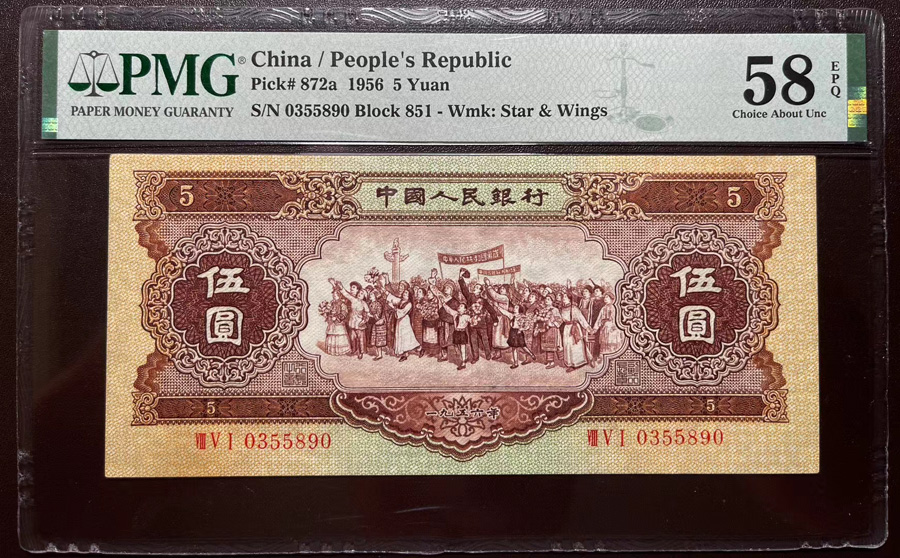 PMG® China / People's Republic
Pick# 872a 1956 5 Yuan
PAPER MONEY GUARANTY
S/N 0355890 Block 851 - Wmk: Star & Wings
58 EPQ
Choice About Unc
5 中國人民銀行 5
伍圓
伍圓
5 一九五六年 5
VIII V I 0355890
VIII V I 0355890